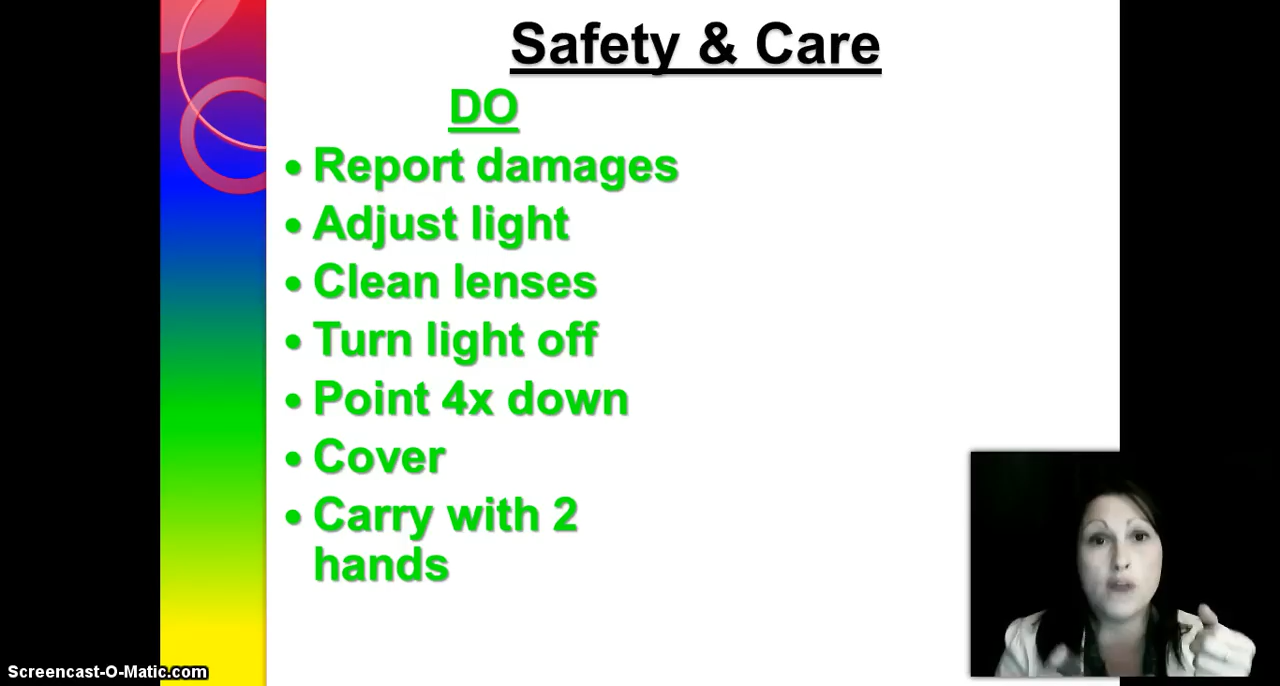 Safety & Care
DO
• Report damages
• Adjust light
• Clean lenses
• Turn light off
• Point 4x down
• Cover
• Carry with 2
hands
Screencast-O-Matic.com